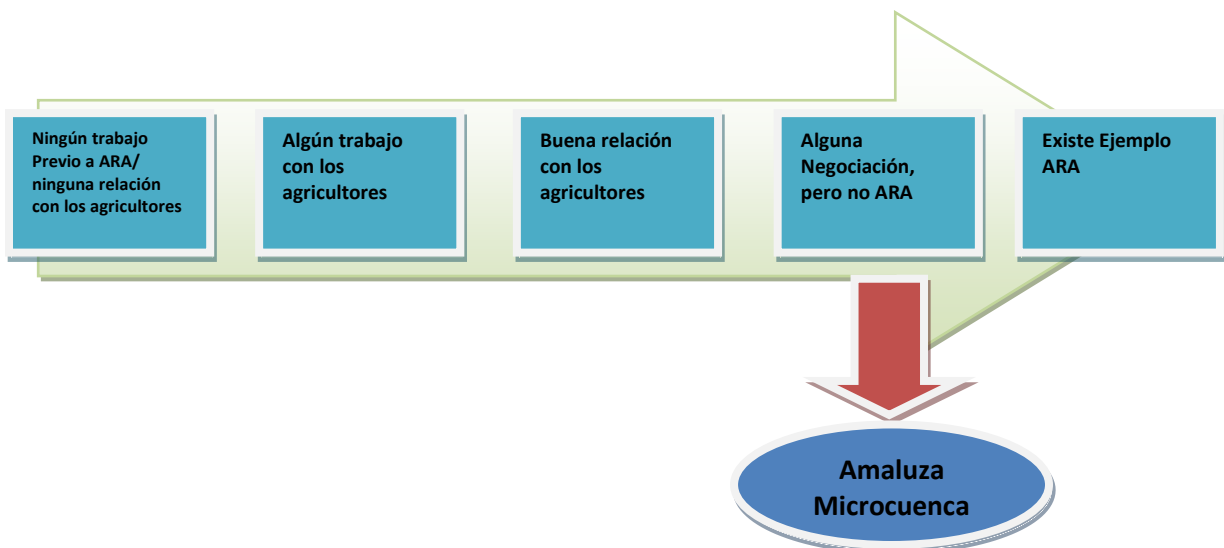 Ningún trabajo
Previo a ARA/
ninguna relación
con los agricultores
Algún trabajo
con los
agricultores
Buena relación
con los
agricultores
Alguna
Negociación,
pero no ARA
Existe Ejemplo
ARA
Amaluza
Microcuenca